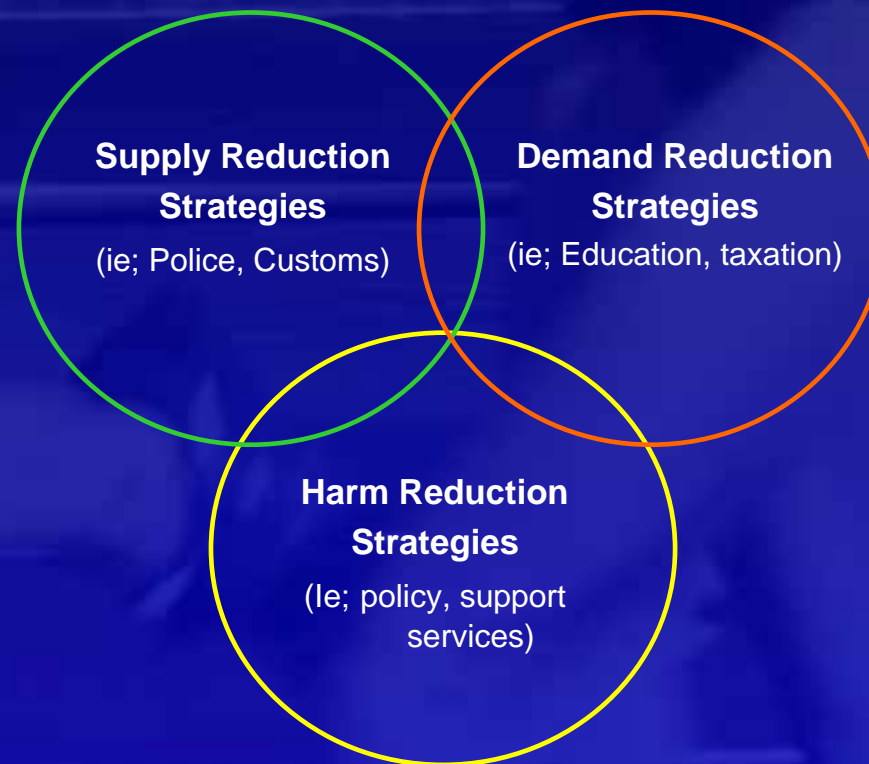 Supply Reduction
Strategies
(ie; Police, Customs)
Demand Reduction
Strategies
(ie; Education, taxation)
Harm Reduction
Strategies
(Ie; policy, support
services)